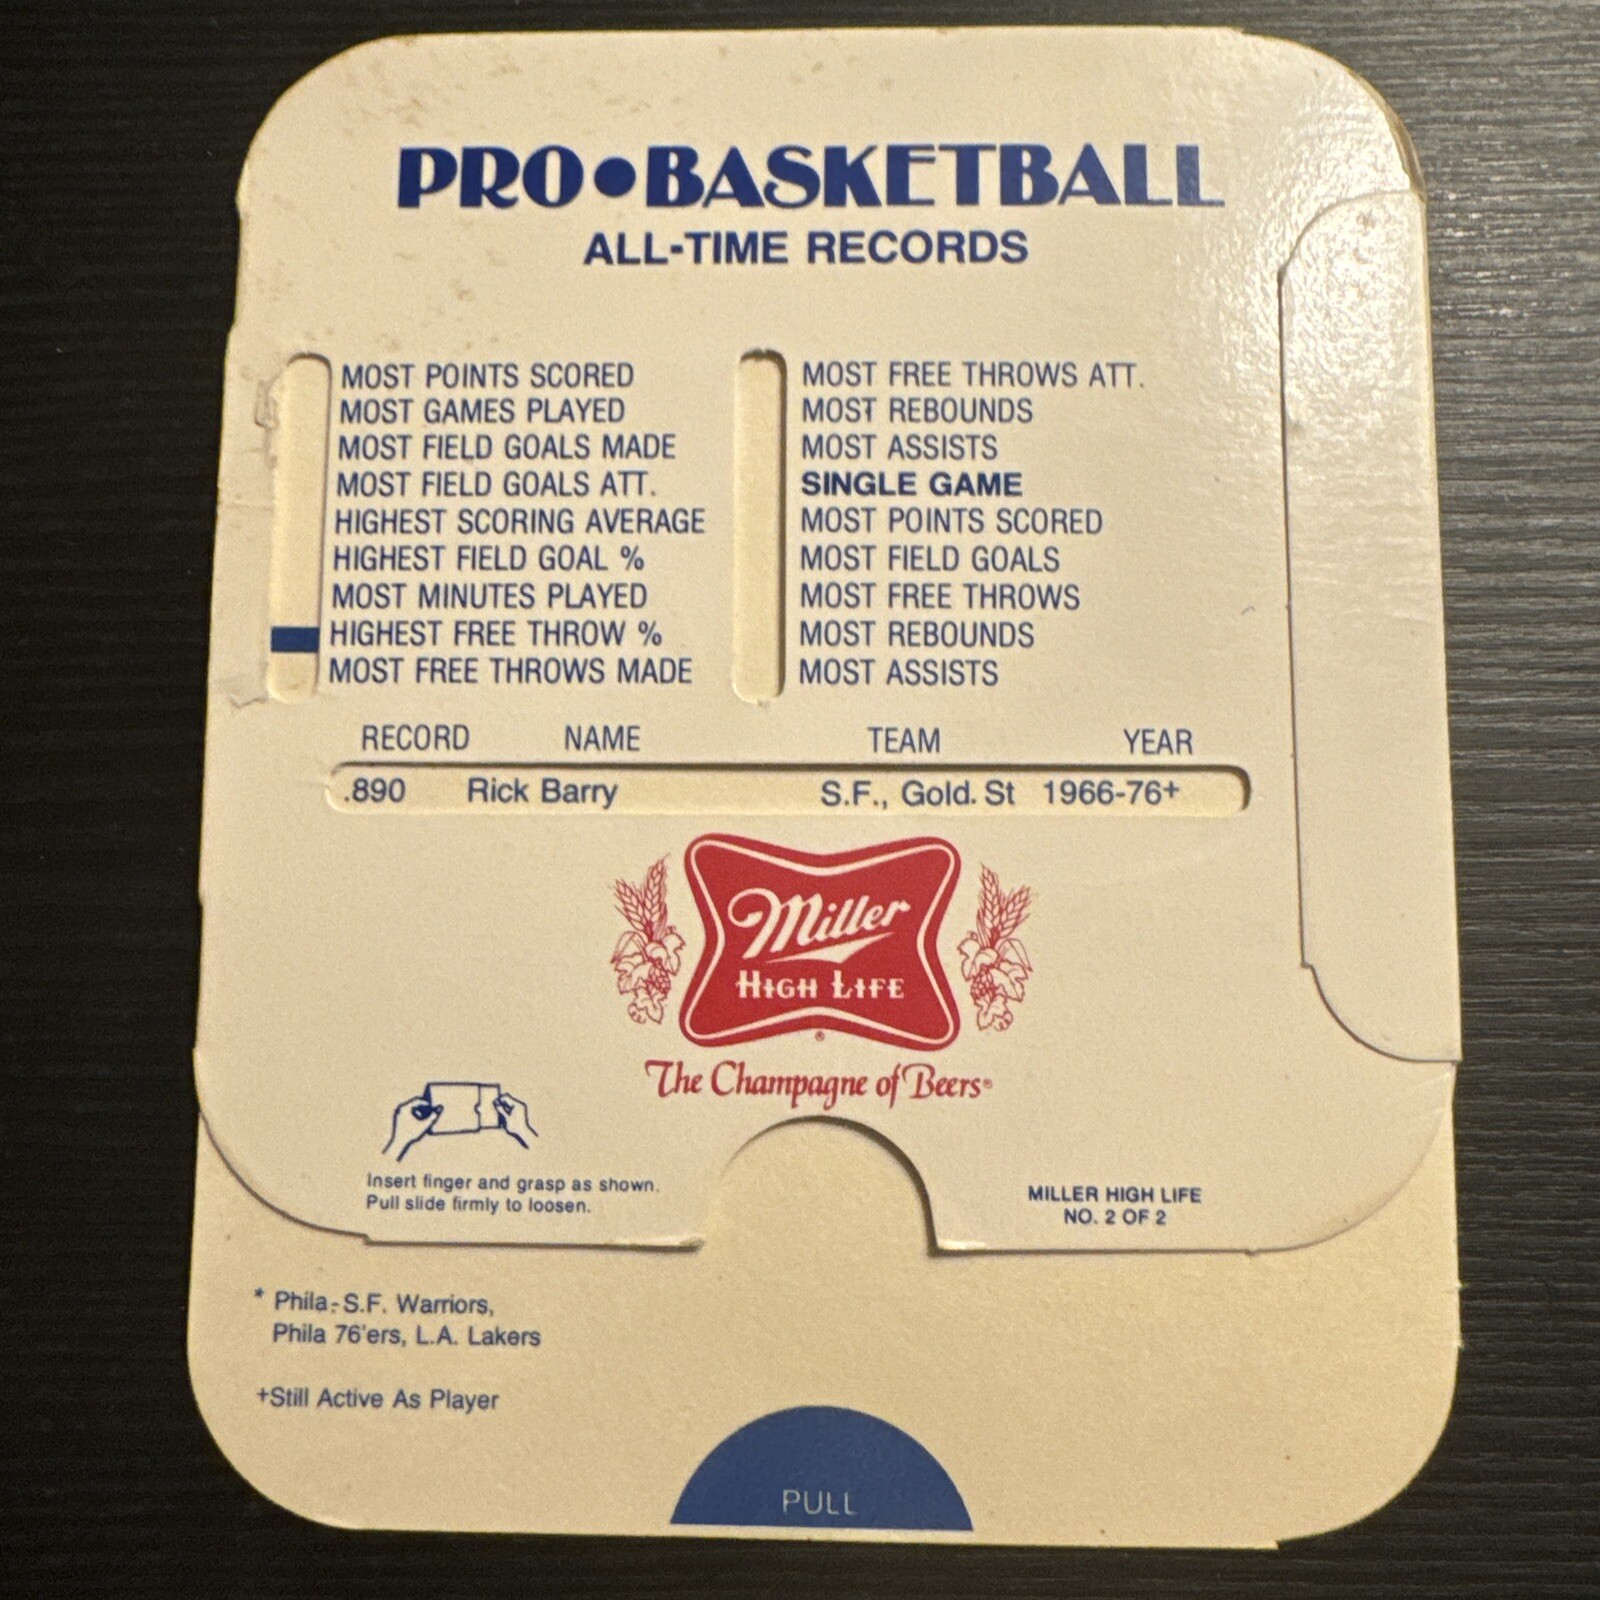 PRO•BASKETBALL
ALL-TIME RECORDS
MOST POINTS SCORED
MOST GAMES PLAYED
MOST FIELD GOALS MADE
MOST FIELD GOALS ATT.
HIGHEST SCORING AVERAGE
HIGHEST FIELD GOAL %
MOST MINUTES PLAYED
HIGHEST FREE THROW %
MOST FREE THROWS MADE
MOST FREE THROWS ATT.
MOST REBOUNDS
MOST ASSISTS
SINGLE GAME
MOST POINTS SCORED
MOST FIELD GOALS
MOST FREE THROWS
MOST REBOUNDS
MOST ASSISTS
RECORD NAME TEAM YEAR
.890 Rick Barry S.F., Gold. St 1966-76+
Miller
HIGH LIFE
®
The Champagne of Beers®
Insert finger and grasp as shown.
Pull slide firmly to loosen.
MILLER HIGH LIFE
NO. 2 OF 2
* Phila.-S.F. Warriors,
Phila 76'ers, L.A. Lakers
+Still Active As Player
PULL